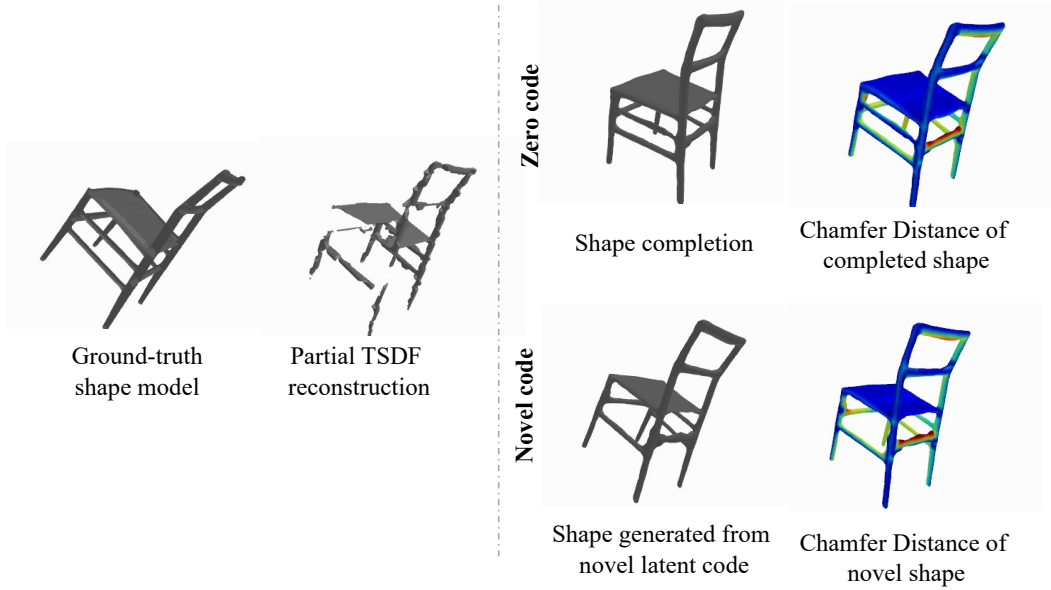 Ground-truth
shape model
Partial TSDF
reconstruction
Zero code
Shape completion
Chamfer Distance of
completed shape
Novel code
Shape generated from
novel latent code
Chamfer Distance of
novel shape